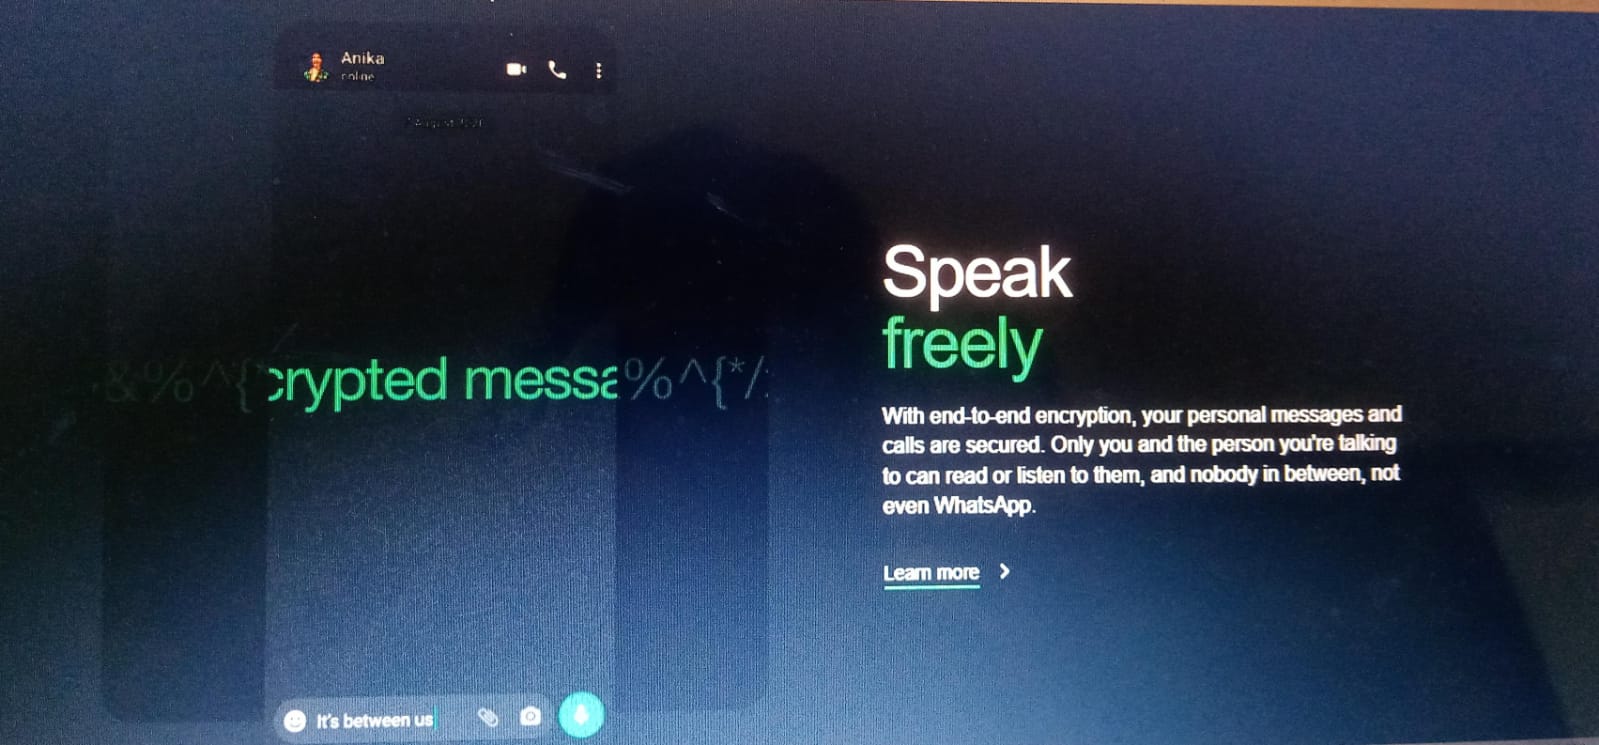 Anika
online
&%^{*crypted messa%^{*/
It's between us
Speak
freely
With end-to-end encryption, your personal messages and
calls are secured. Only you and the person you're talking
to can read or listen to them, and nobody in between, not
even WhatsApp.
Learn more